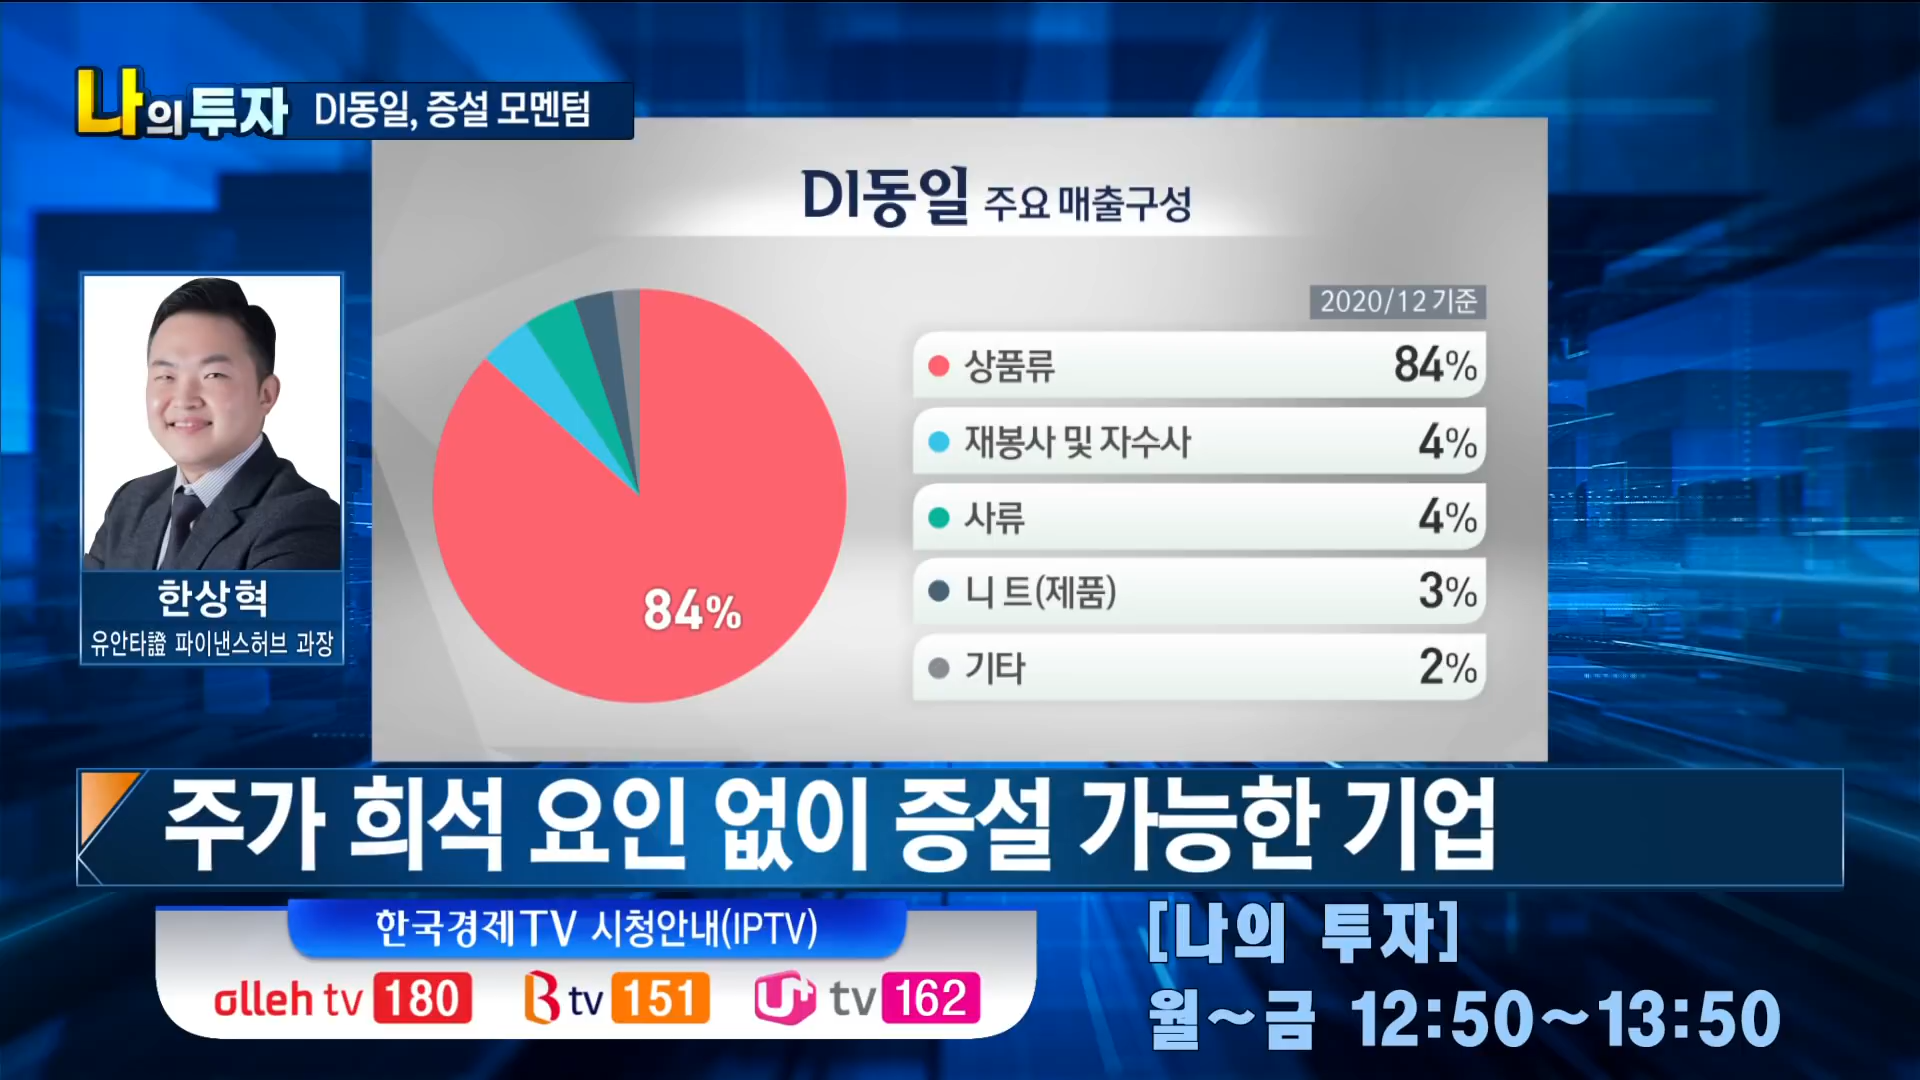 나의투자 DI동일, 증설 모멘텀
DI동일 주요 매출구성
2020/12 기준
상품류 84%
재봉사 및 자수사 4%
사류 4%
니 트(제품) 3%
기타 2%
84%
한상혁
유안타證 파이낸스허브 과장
주가 희석 요인 없이 증설 가능한 기업
한국경제TV 시청안내(IPTV)
olleh tv 180 B tv 151 U+ tv 162
[나의 투자]
월~금 12:50~13:50